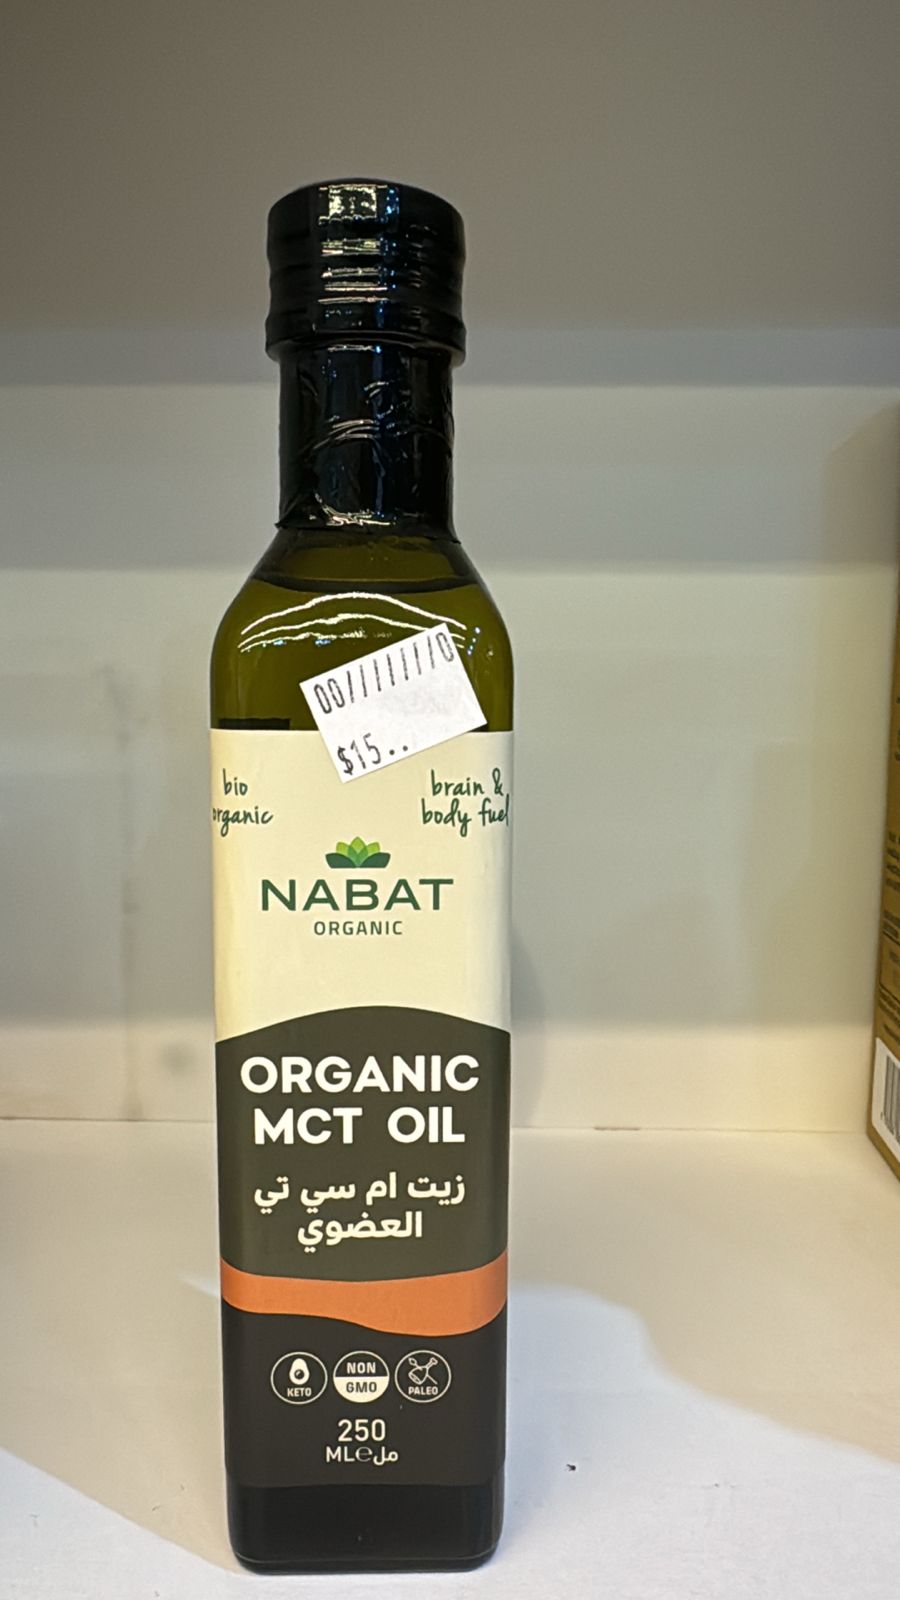 00///////0
$15..
bio
organic
brain &
body fuel
NABAT
ORGANIC
ORGANIC
MCT OIL
زيت ام سي تي
العضوي
KETO
NON
GMO
PALEO
250
ML℮مل